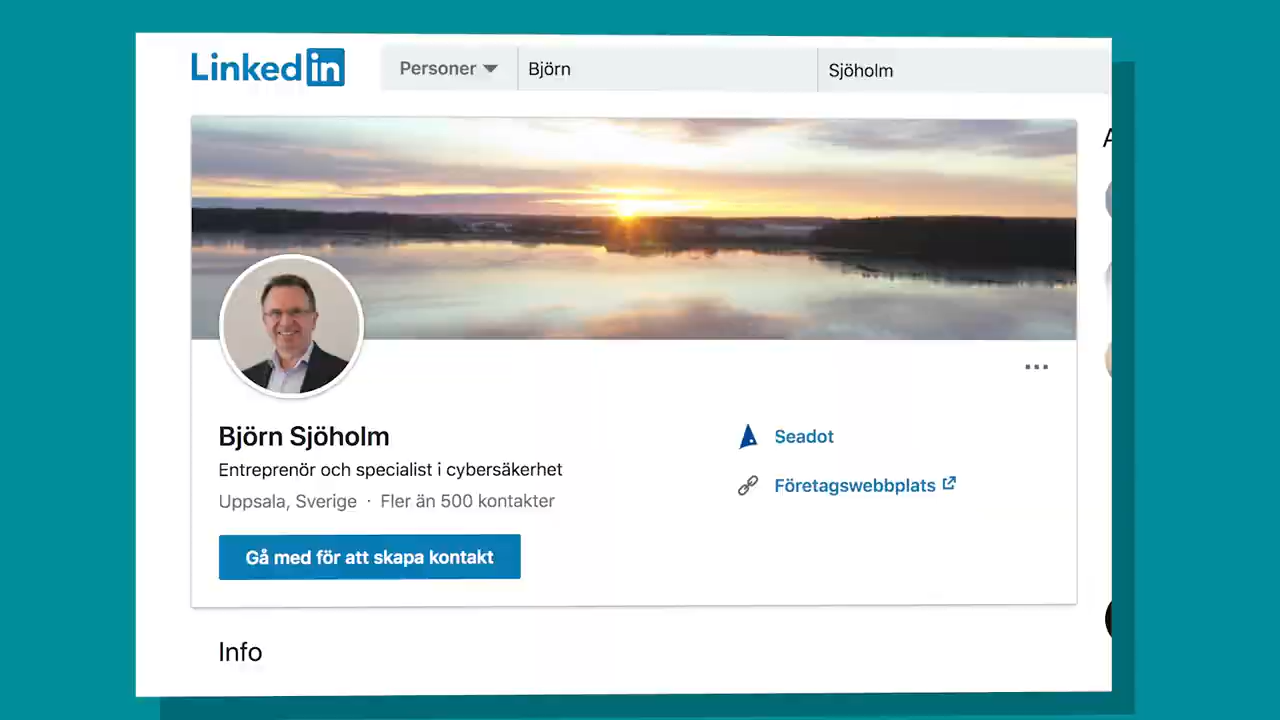 LinkedIn
Personer
Björn
Sjöholm
Björn Sjöholm
Entreprenör och specialist i cybersäkerhet
Uppsala, Sverige · Fler än 500 kontakter
Gå med för att skapa kontakt
Seadot
Företagswebbplats
Info